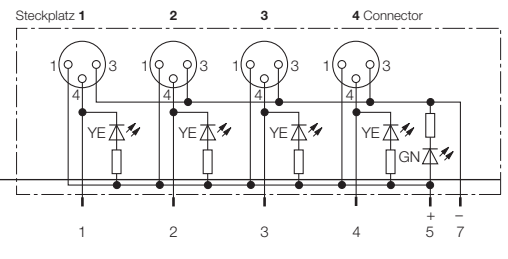 Steckplatz 1 2 3 4 Connector
1 3 1 3 1 3 1 3
4 4 4 4
YE YE YE YE
GN
+ −
1 2 3 4 5 7